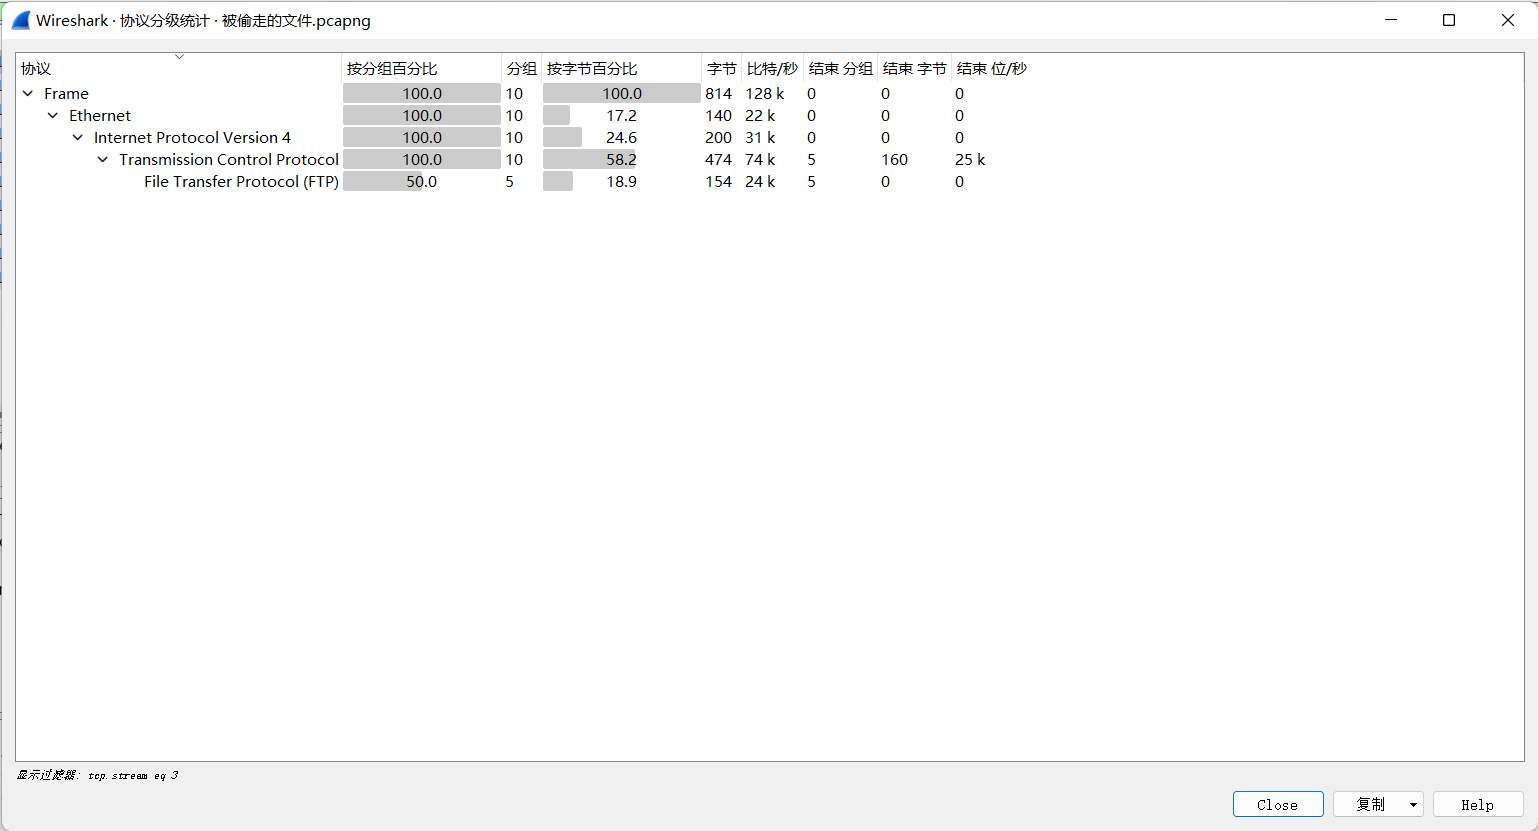 Wireshark · 协议分级统计 · 被偷走的文件.pcapng
协议 按分组百分比 分组 按字节百分比 字节 比特/秒 结束 分组 结束 字节 结束 位/秒
Frame 100.0 10 100.0 814 128 k 0 0 0
Ethernet 100.0 10 17.2 140 22 k 0 0 0
Internet Protocol Version 4 100.0 10 24.6 200 31 k 0 0 0
Transmission Control Protocol 100.0 10 58.2 474 74 k 5 160 25 k
File Transfer Protocol (FTP) 50.0 5 18.9 154 24 k 5 0 0
显示过滤器: tcp.stream eq 3
Close 复制 Help